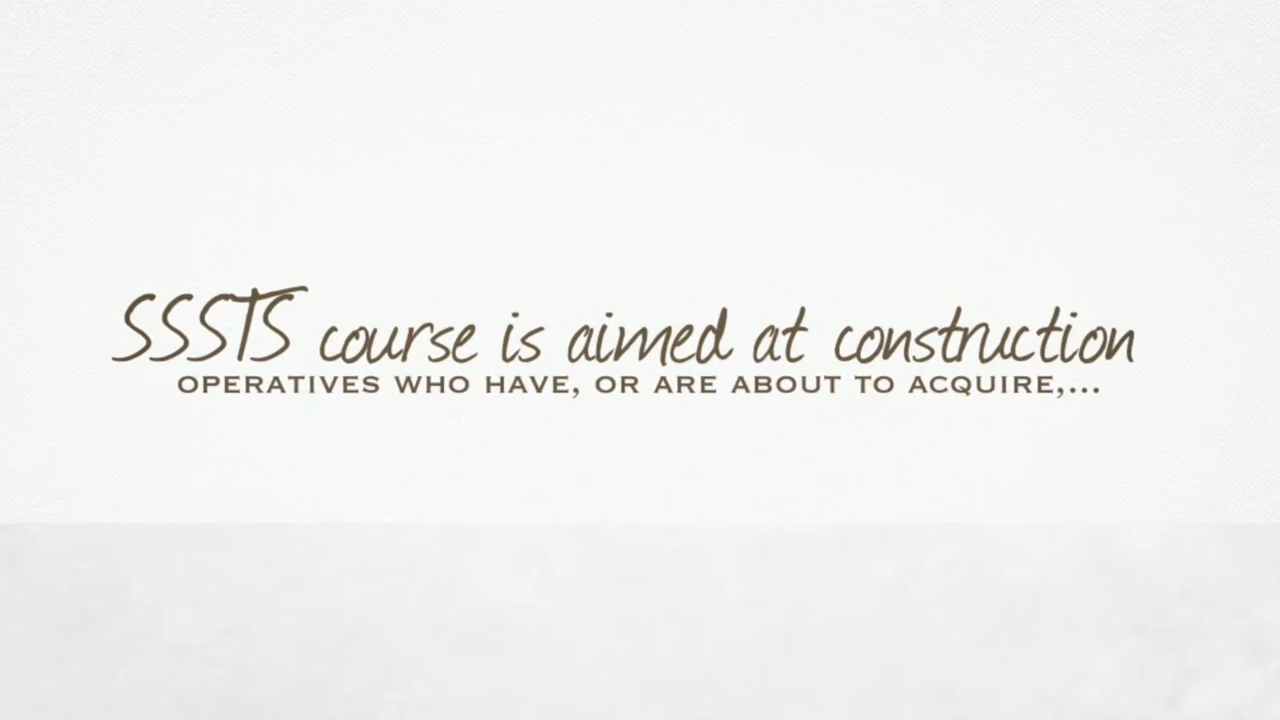 SSSTS course is aimed at construction
OPERATIVES WHO HAVE, OR ARE ABOUT TO ACQUIRE,...